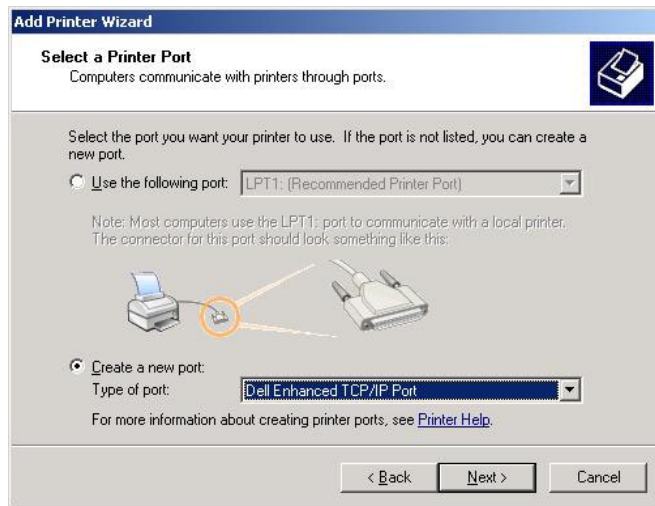 Add Printer Wizard
Select a Printer Port
Computers communicate with printers through ports.
Select the port you want your printer to use. If the port is not listed, you can create a
new port.
Use the following port: LPT1: (Recommended Printer Port)
Note: Most computers use the LPT1: port to communicate with a local printer.
The connector for this port should look something like this:
Create a new port:
Type of port: Dell Enhanced TCP/IP Port
For more information about creating printer ports, see Printer Help.
< Back Next > Cancel